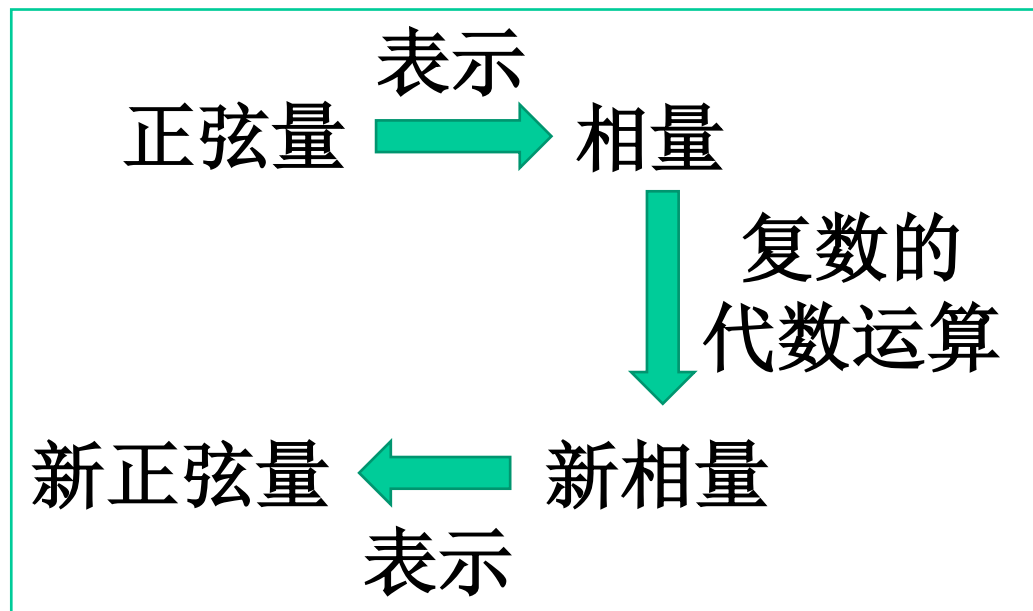 表示
正弦量 相量
复数的
代数运算
新正弦量 新相量
表示